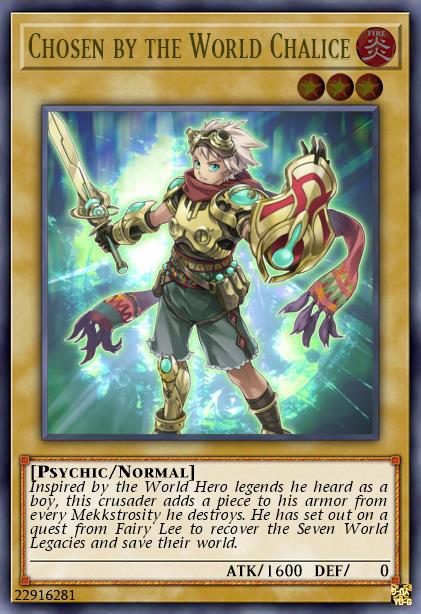 CHOSEN BY THE WORLD CHALICE
FIRE
炎
[PSYCHIC/NORMAL]
Inspired by the World Hero legends he heard as a
boy, this crusader adds a piece to his armor from
every Mekkstrosity he destroys. He has set out on a
quest from Fairy Lee to recover the Seven World
Legacies and save their world.
ATK/1600 DEF/ 0
22916281